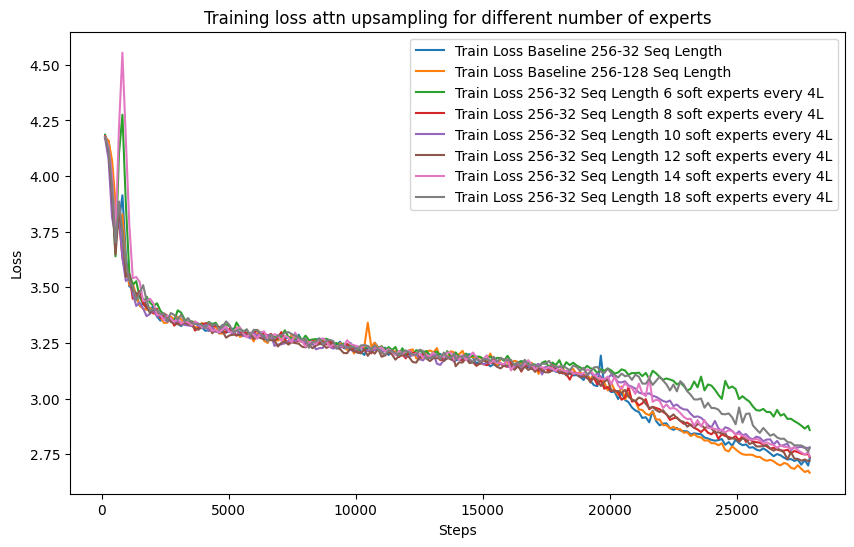 Training loss attn upsampling for different number of experts
Train Loss Baseline 256-32 Seq Length
Train Loss Baseline 256-128 Seq Length
Train Loss 256-32 Seq Length 6 soft experts every 4L
Train Loss 256-32 Seq Length 8 soft experts every 4L
Train Loss 256-32 Seq Length 10 soft experts every 4L
Train Loss 256-32 Seq Length 12 soft experts every 4L
Train Loss 256-32 Seq Length 14 soft experts every 4L
Train Loss 256-32 Seq Length 18 soft experts every 4L
Loss
4.50
4.25
4.00
3.75
3.50
3.25
3.00
2.75
0 5000 10000 15000 20000 25000
Steps